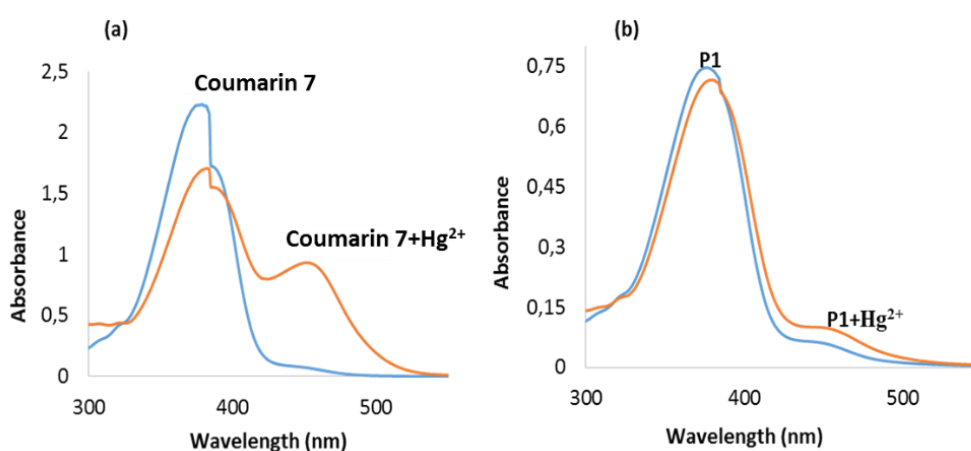 (a)
Coumarin 7
Coumarin 7+Hg²⁺
2,5
2
1,5
1
0,5
0
300
400
500
Absorbance
Wavelength (nm)
(b)
P1
P1+Hg²⁺
0,75
0,6
0,45
0,3
0,15
0
300
400
500
Absorbance
Wavelength (nm)